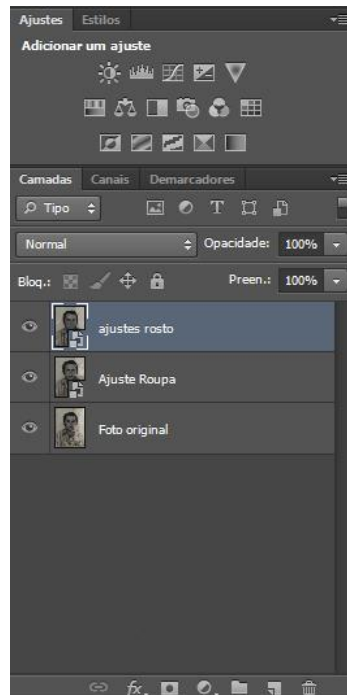 Ajustes Estilos
Adicionar um ajuste
Camadas Canais Demarcadores
Tipo T
Normal Opacidade: 100%
Bloq.: Preen.: 100%
ajustes rosto
Ajuste Roupa
Foto original
fx